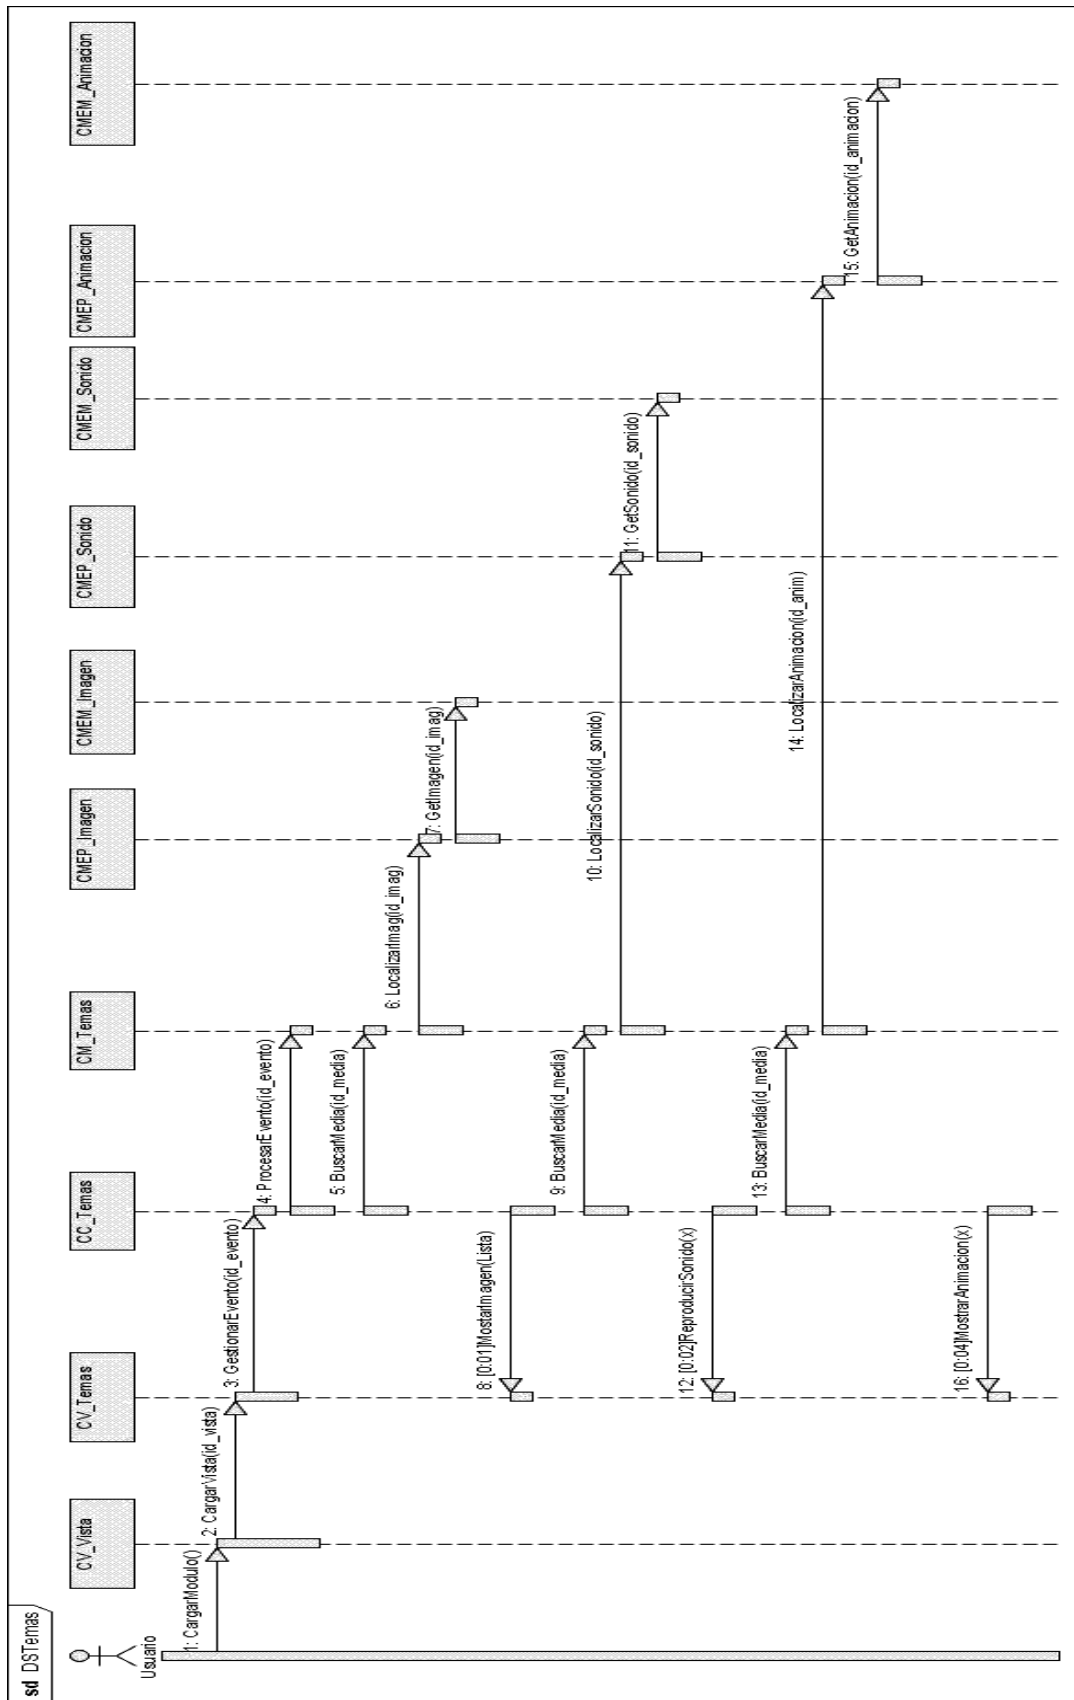 sd DSTemas
Usuario
CV_Vista
CV_Temas
CC_Temas
CM_Temas
CMEP_Imagen
CMEM_Imagen
CMEP_Sonido
CMEM_Sonido
CMEP_Animacion
CMEM_Animacion
1: CargarModulo()
2: CargarVista(id_vista)
3: GestionarEvento(id_evento)
4: ProcesarEvento(id_evento)
5: BuscarMedia(id_media)
6: LocalizarImag(id_imag)
7: GetImagen(id_imag)
8: [0:01]MostarImagen(Lista)
9: BuscarMedia(id_media)
10: LocalizarSonido(id_sonido)
11: GetSonido(id_sonido)
12: [0:02]ReproducirSonido(x)
13: BuscarMedia(id_media)
14: LocalizarAnimacion(id_anim)
15: GetAnimacion(id_animacion)
16: [0:04]MostrarAnimacion(x)